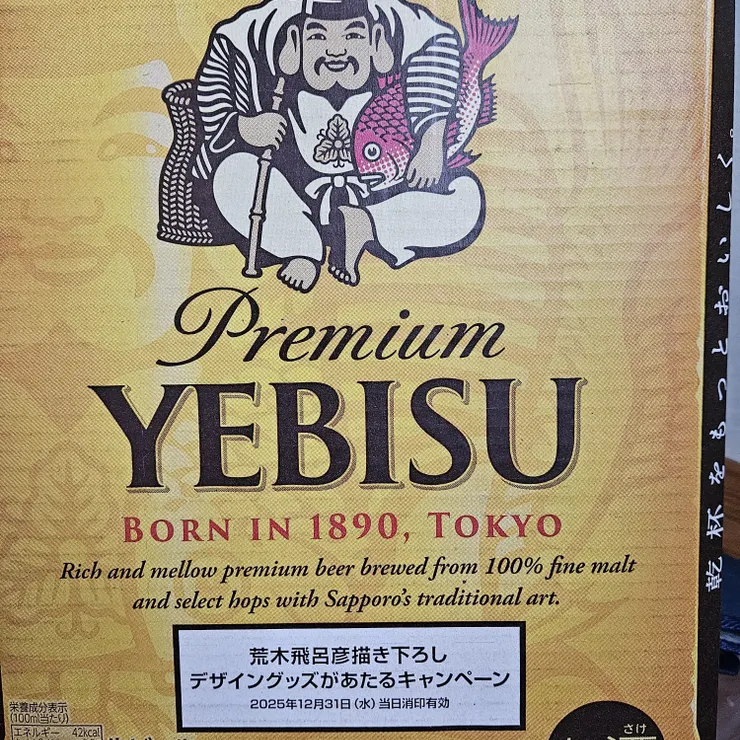 Premium
YEBISU
BORN IN 1890, TOKYO
Rich and mellow premium beer brewed from 100% fine malt
and select hops with Sapporo's traditional art.
荒木飛呂彦描き下ろし
デザイングッズがあたるキャンペーン
2025年12月31日(水)当日消印有効
栄養成分表示
(100ml当たり)
エネルギー 42kcal
さけ
乾杯をもっとおいしく。